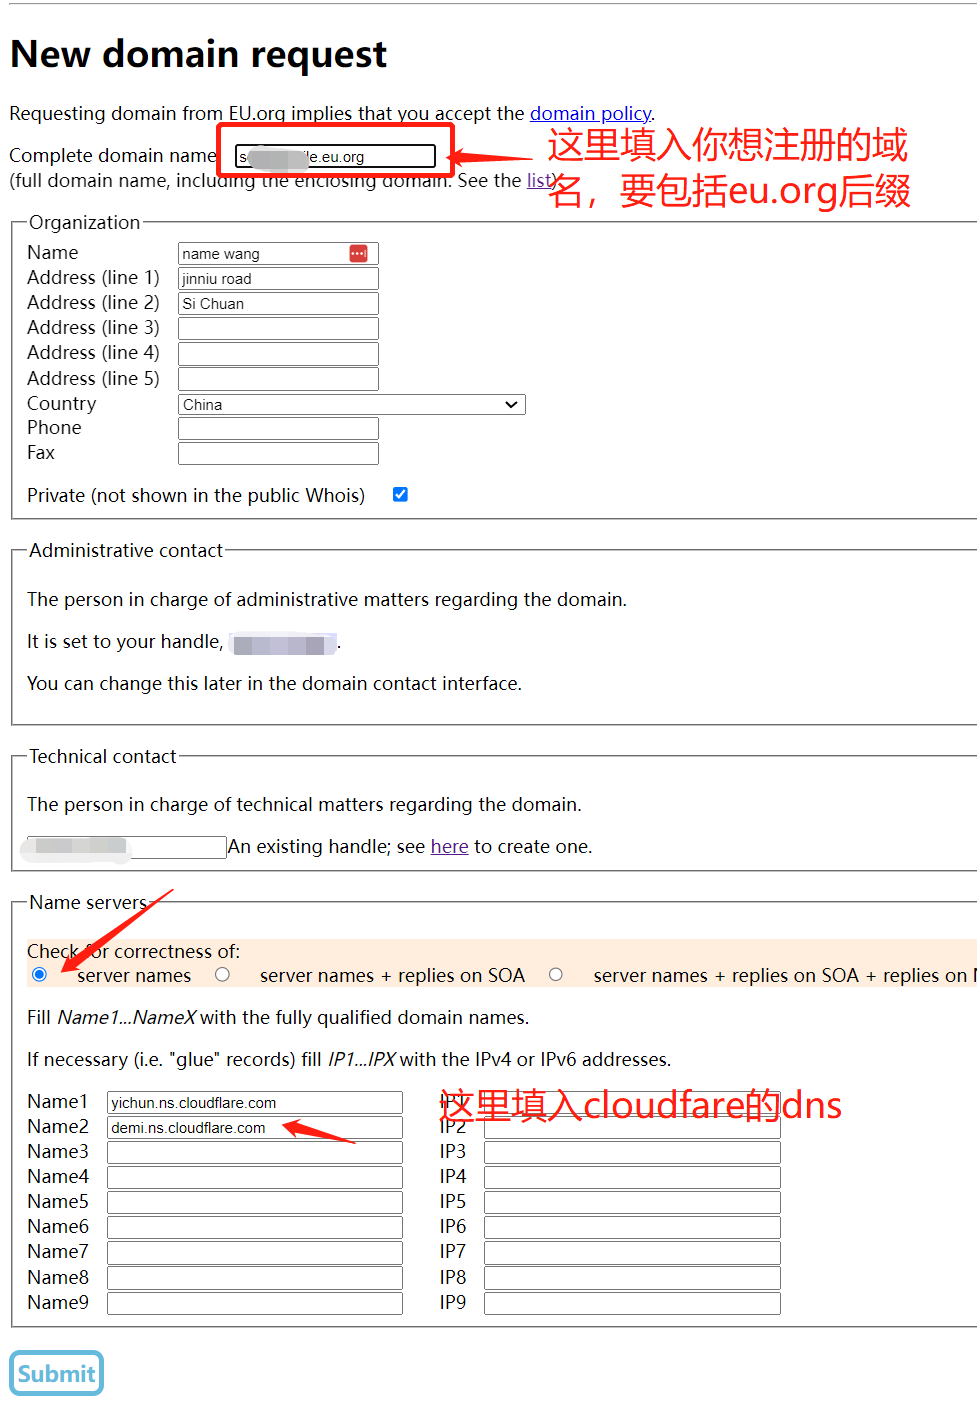 New domain request
Requesting domain from EU.org implies that you accept the domain policy.
Complete domain name le.eu.org
(full domain name, including the enclosing domain. See the list)
这里填入你想注册的域
名，要包括eu.org后缀
Organization
Name name wang
Address (line 1) jinniu road
Address (line 2) Si Chuan
Address (line 3)
Address (line 4)
Address (line 5)
Country China
Phone
Fax
Private (not shown in the public Whois)
Administrative contact
The person in charge of administrative matters regarding the domain.
It is set to your handle, .
You can change this later in the domain contact interface.
Technical contact
The person in charge of technical matters regarding the domain.
An existing handle; see here to create one.
Name servers
Check for correctness of:
server names server names + replies on SOA server names + replies on SOA + replies on
Fill Name1...NameX with the fully qualified domain names.
If necessary (i.e. "glue" records) fill IP1...IPX with the IPv4 or IPv6 addresses.
这里填入cloudfare的dns
Name1 yichun.ns.cloudflare.com IP1
Name2 demi.ns.cloudflare.com IP2
Name3 IP3
Name4 IP4
Name5 IP5
Name6 IP6
Name7 IP7
Name8 IP8
Name9 IP9
Submit